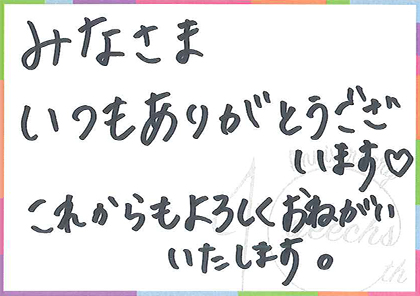 みなさま
いつもありがとうござ
います♡
これからもよろしくおねがい
いたします。